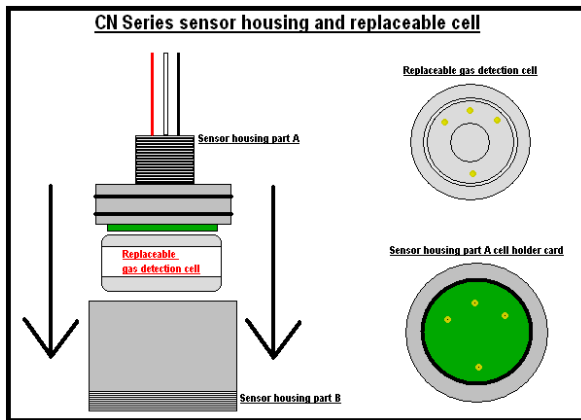 CN Series sensor housing and replaceable cell
Replaceable gas detection cell
Sensor housing part A
Replaceable
gas detection cell
Sensor housing part A cell holder card
Sensor housing part B